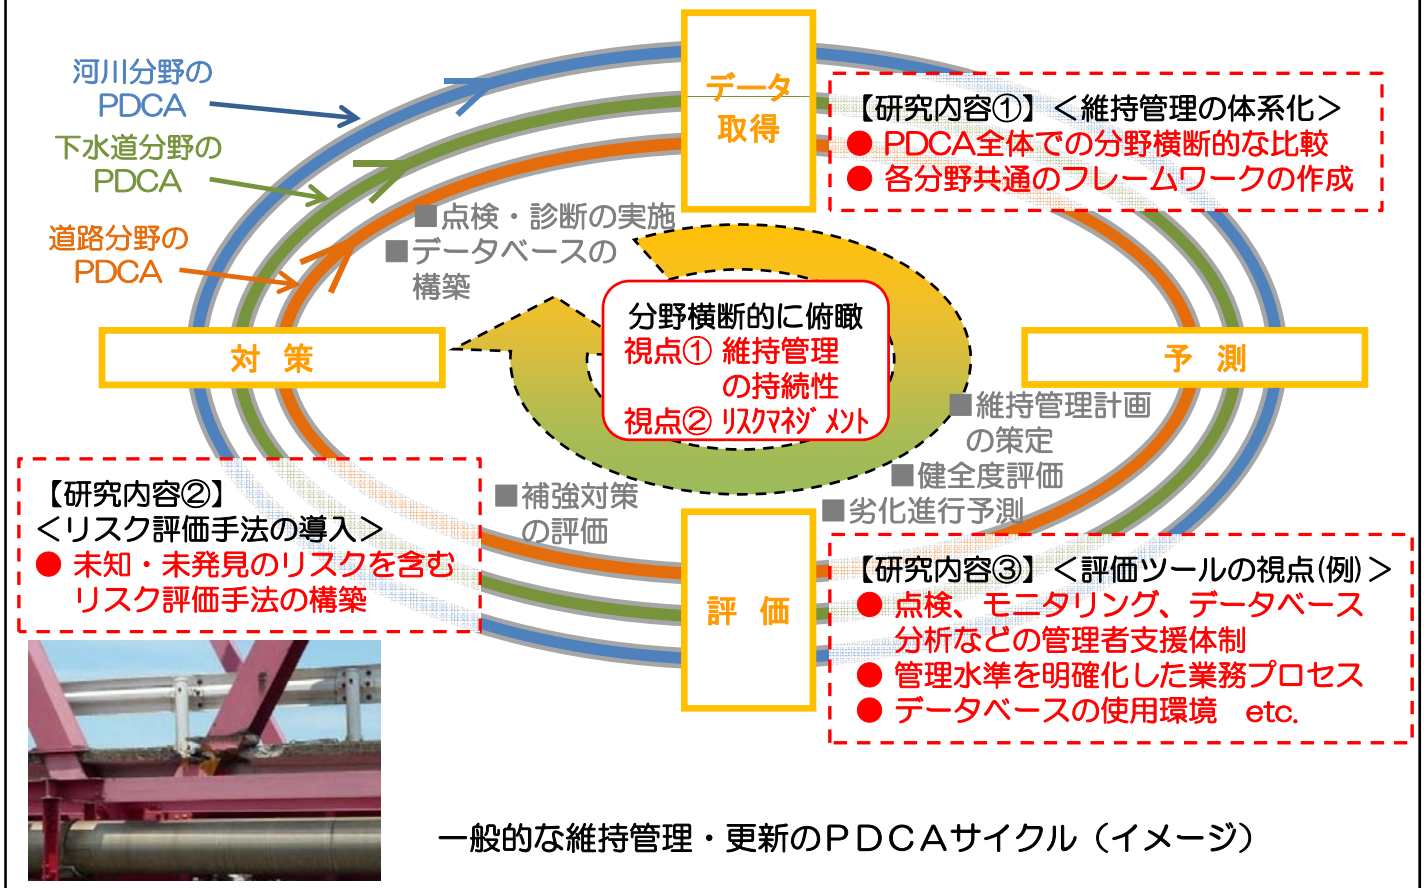 河川分野の
PDCA
下水道分野の
PDCA
道路分野の
PDCA
データ
取得
【研究内容①】＜維持管理の体系化＞
● PDCA全体での分野横断的な比較
● 各分野共通のフレームワークの作成
■点検・診断の実施
■データベースの
構築
分野横断的に俯瞰
視点① 維持管理
の持続性
視点② ﾘｽｸﾏﾈｼﾞﾒﾝﾄ
対 策
予 測
■維持管理計画
の策定
■健全度評価
■劣化進行予測
■補強対策
の評価
【研究内容②】
＜リスク評価手法の導入＞
● 未知・未発見のリスクを含む
リスク評価手法の構築
評 価
【研究内容③】＜評価ツールの視点(例)＞
● 点検、モニタリング、データベース
分析などの管理者支援体制
● 管理水準を明確化した業務プロセス
● データベースの使用環境　etc.
一般的な維持管理・更新のＰＤＣＡサイクル（イメージ）